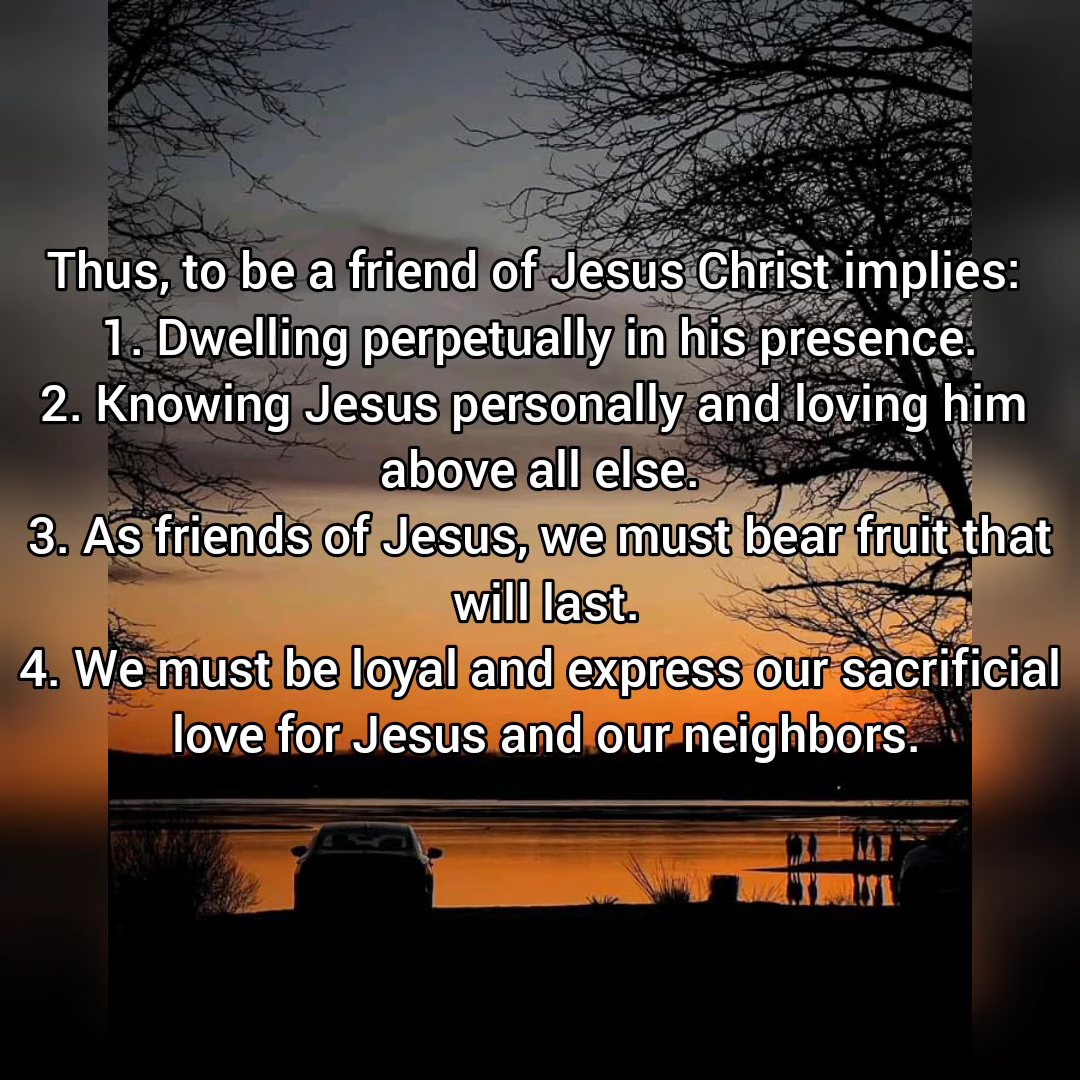 Thus, to be a friend of Jesus Christ implies:
1. Dwelling perpetually in his presence.
2. Knowing Jesus personally and loving him
above all else.
3. As friends of Jesus, we must bear fruit that
will last.
4. We must be loyal and express our sacrificial
love for Jesus and our neighbors.